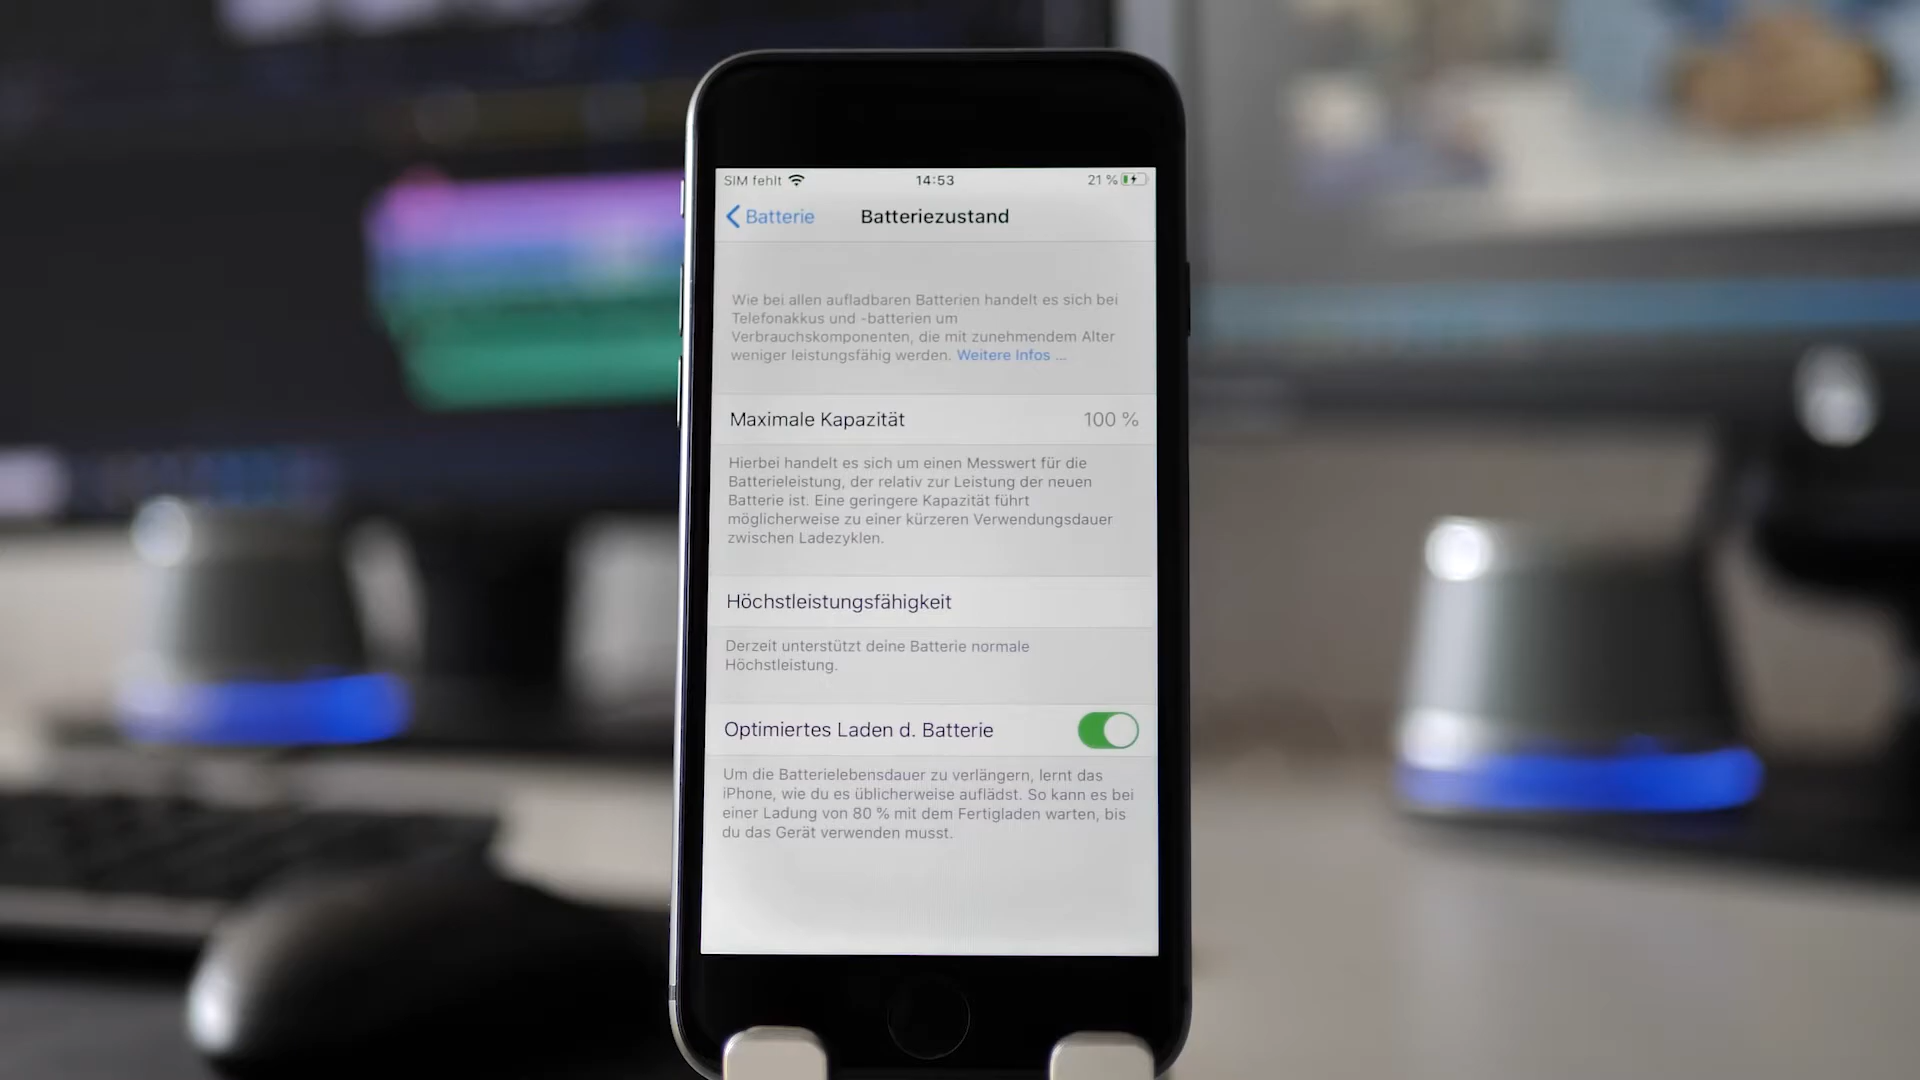 SIM fehlt 14:53 21 %
Batterie Batteriezustand
Wie bei allen aufladbaren Batterien handelt es sich bei
Telefonakkus und -batterien um
Verbrauchskomponenten, die mit zunehmendem Alter
weniger leistungsfähig werden. Weitere Infos ...
Maximale Kapazität 100 %
Hierbei handelt es sich um einen Messwert für die
Batterieleistung, der relativ zur Leistung der neuen
Batterie ist. Eine geringere Kapazität führt
möglicherweise zu einer kürzeren Verwendungsdauer
zwischen Ladezyklen.
Höchstleistungsfähigkeit
Derzeit unterstützt deine Batterie normale
Höchstleistung.
Optimiertes Laden d. Batterie
Um die Batterielebensdauer zu verlängern, lernt das
iPhone, wie du es üblicherweise auflädst. So kann es bei
einer Ladung von 80 % mit dem Fertigladen warten, bis
du das Gerät verwenden musst.